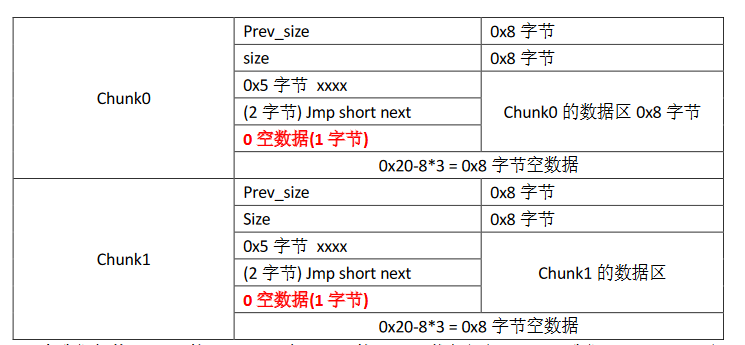 Chunk0
Prev_size
0x8 字节
size
0x8 字节
0x5 字节 xxxx
(2 字节) Jmp short next
0 空数据(1 字节)
Chunk0 的数据区 0x8 字节
0x20-8*3 = 0x8 字节空数据
Chunk1
Prev_size
0x8 字节
Size
0x8 字节
0x5 字节 xxxx
(2 字节) Jmp short next
0 空数据(1 字节)
Chunk1 的数据区
0x20-8*3 = 0x8 字节空数据